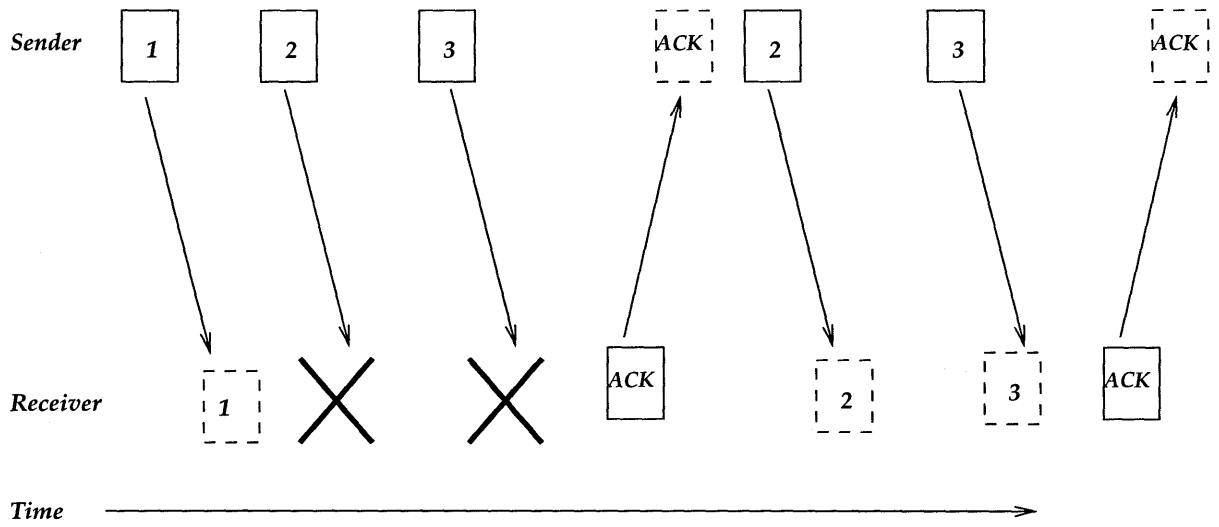 Sender 1 2 3 ACK 2 3 ACK
Receiver 1 ACK 2 3 ACK
Time